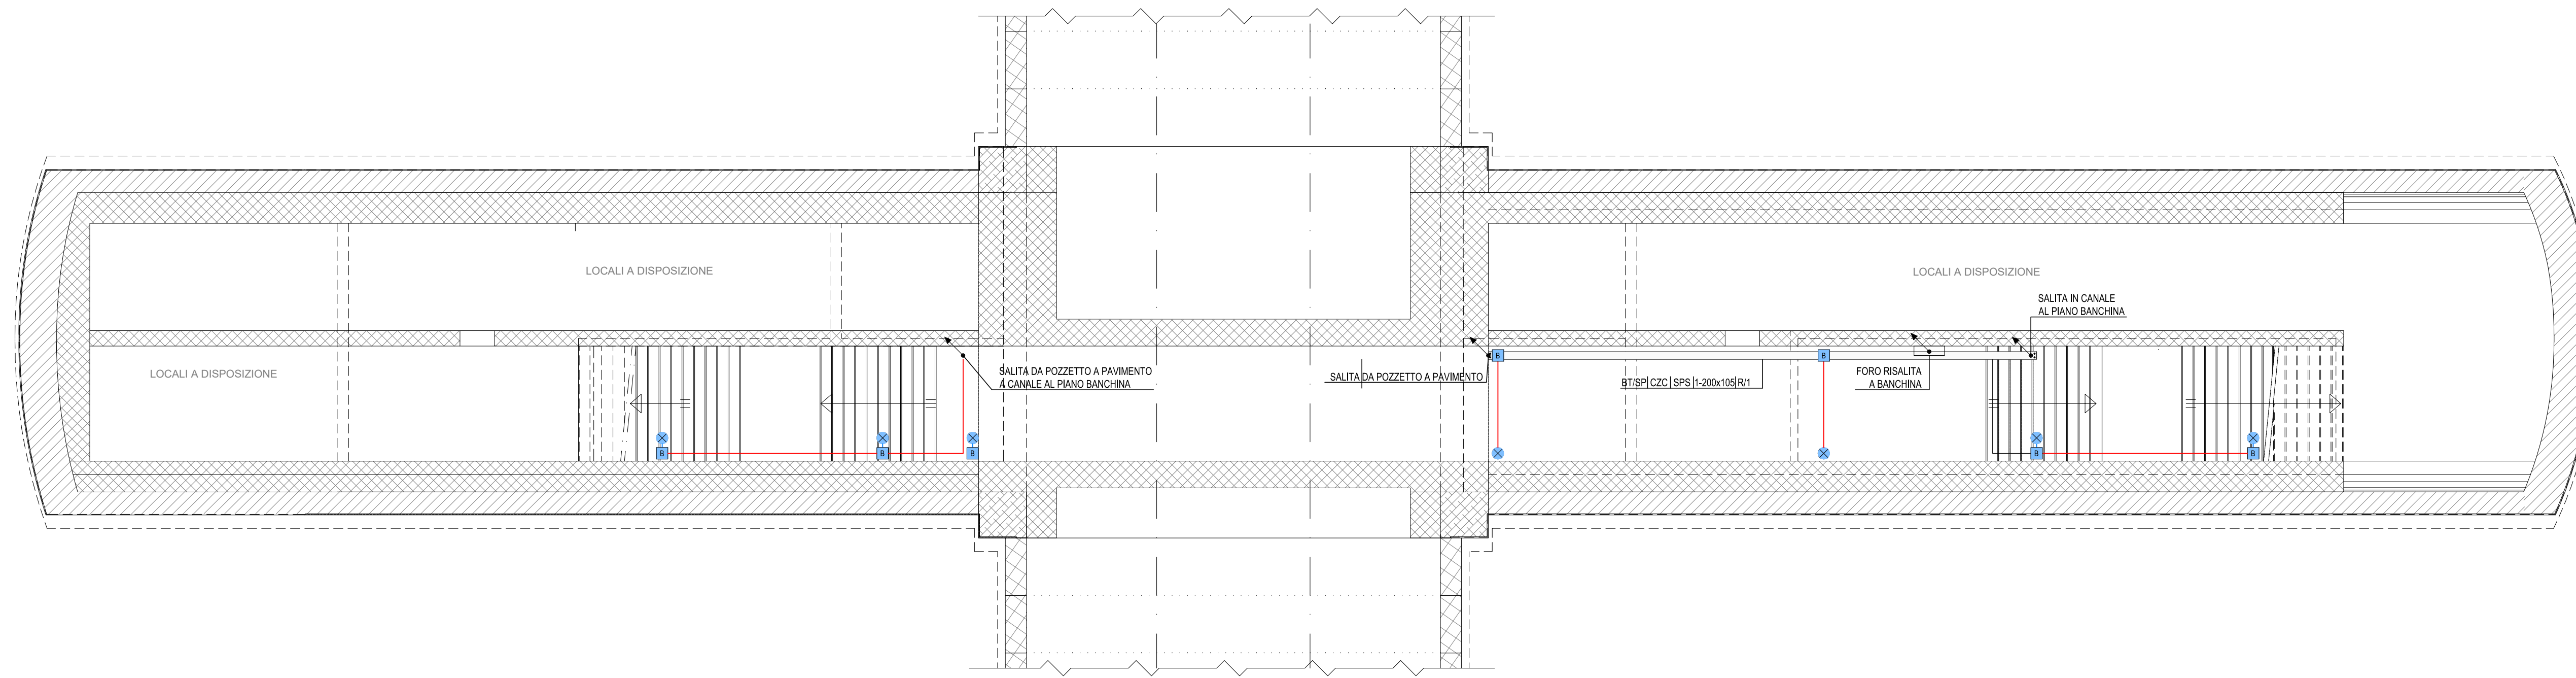 LOCALI A DISPOSIZIONE
LOCALI A DISPOSIZIONE
SALITA IN CANALE
AL PIANO BANCHINA
LOCALI A DISPOSIZIONE
SALITA DA POZZETTO A PAVIMENTO
A CANALE AL PIANO BANCHINA
SALITA DA POZZETTO A PAVIMENTO
BT/SP| CZC | SPS |1-200x105|R/1
FORO RISALITA
A BANCHINA
B
B
B
B
B
B
B